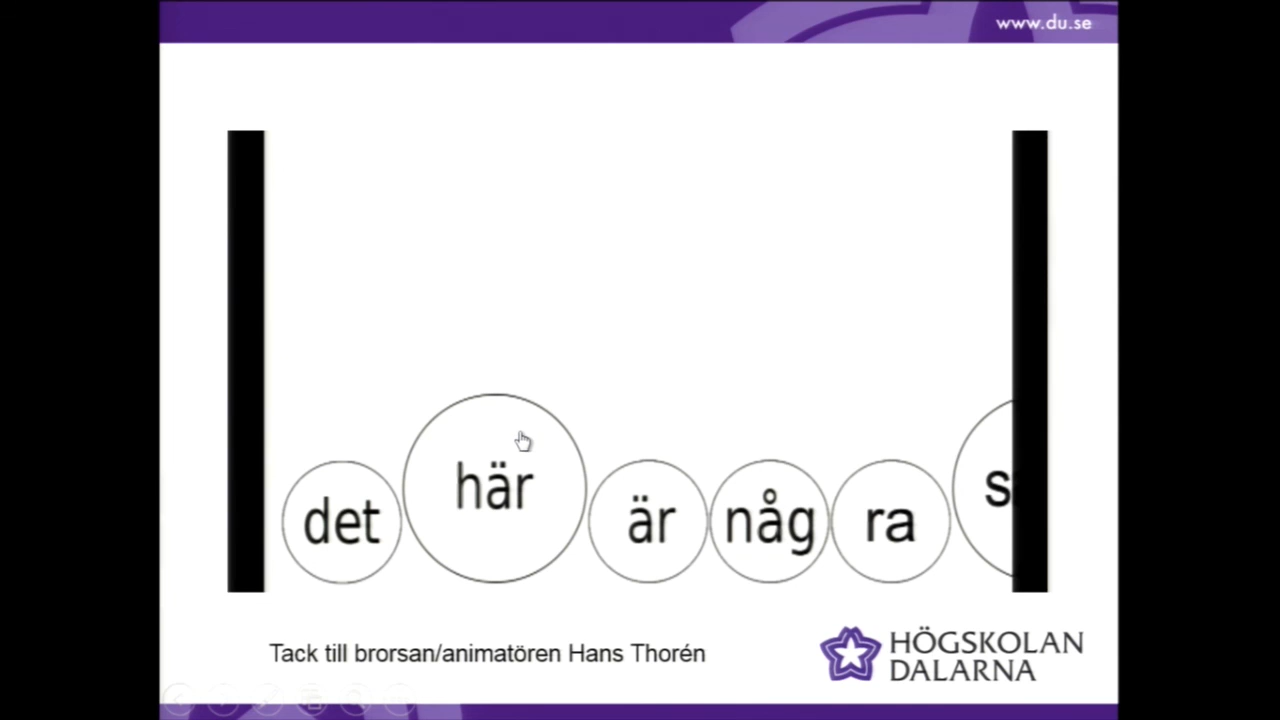 www.du.se
det här är någ ra s
Tack till brorsan/animatören Hans Thorén
HÖGSKOLAN
DALARNA